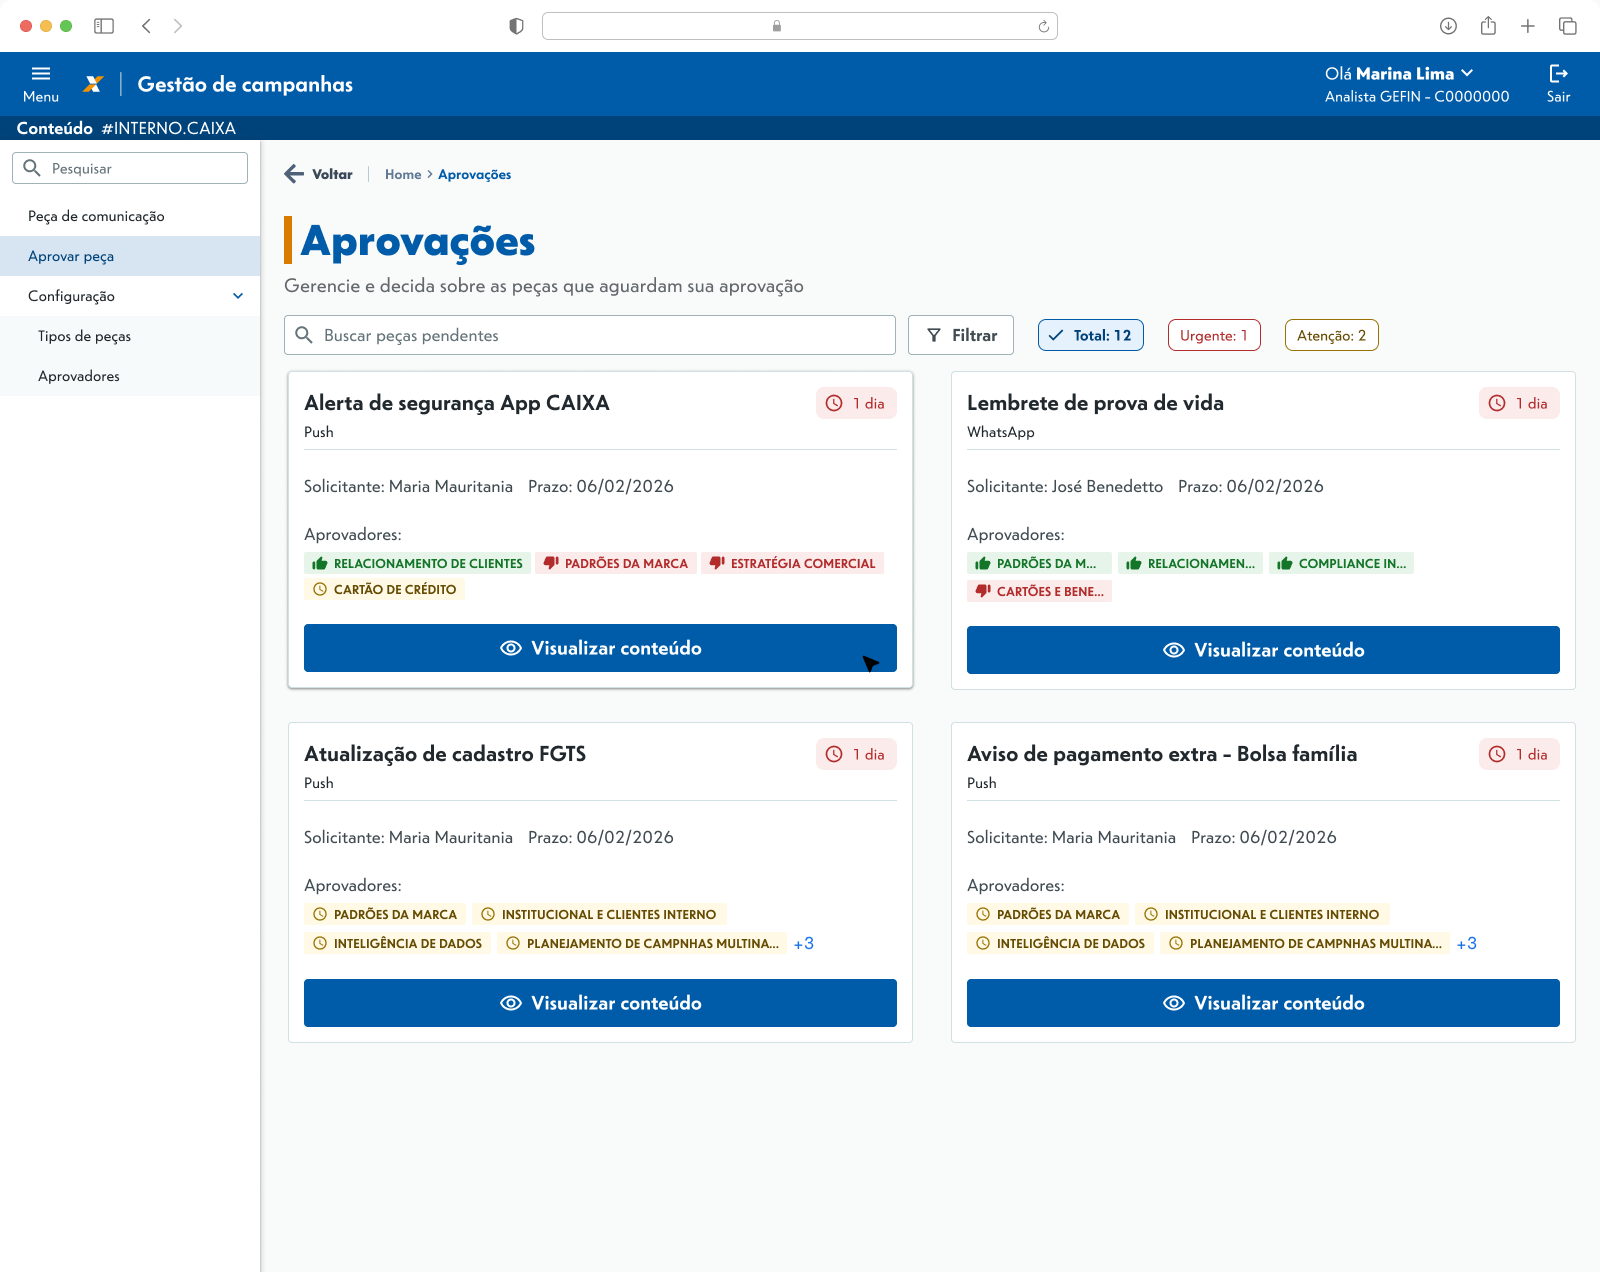 Menu
Gestão de campanhas
Olá Marina Lima
Analista GEFIN - C0000000
Sair
Conteúdo #INTERNO.CAIXA
Pesquisar
Peça de comunicação
Aprovar peça
Configuração
Tipos de peças
Aprovadores
Voltar
Home > Aprovações
Aprovações
Gerencie e decida sobre as peças que aguardam sua aprovação
Buscar peças pendentes
Filtrar
Total: 12
Urgente: 1
Atenção: 2
Alerta de segurança App CAIXA
1 dia
Push
Solicitante: Maria Mauritania Prazo: 06/02/2026
Aprovadores:
RELACIONAMENTO DE CLIENTES PADRÕES DA MARCA ESTRATÉGIA COMERCIAL
CARTÃO DE CRÉDITO
Visualizar conteúdo
Lembrete de prova de vida
1 dia
WhatsApp
Solicitante: José Benedetto Prazo: 06/02/2026
Aprovadores:
PADRÕES DA M... RELACIONAMEN... COMPLIANCE IN...
CARTÕES E BENE...
Visualizar conteúdo
Atualização de cadastro FGTS
1 dia
Push
Solicitante: Maria Mauritania Prazo: 06/02/2026
Aprovadores:
PADRÕES DA MARCA INSTITUCIONAL E CLIENTES INTERNO
INTELIGÊNCIA DE DADOS PLANEJAMENTO DE CAMPNHAS MULTINA... +3
Visualizar conteúdo
Aviso de pagamento extra - Bolsa família
1 dia
Push
Solicitante: Maria Mauritania Prazo: 06/02/2026
Aprovadores:
PADRÕES DA MARCA INSTITUCIONAL E CLIENTES INTERNO
INTELIGÊNCIA DE DADOS PLANEJAMENTO DE CAMPNHAS MULTINA... +3
Visualizar conteúdo